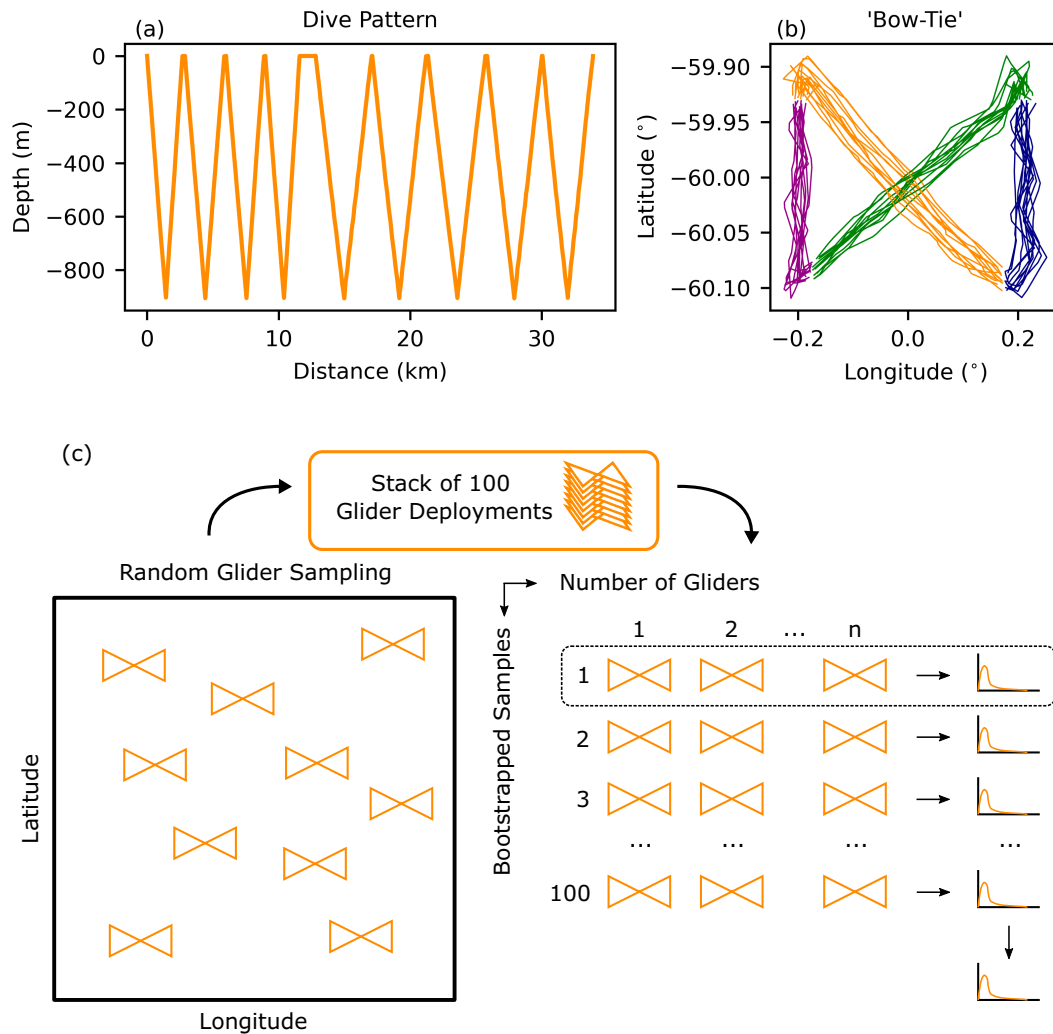 (a)
Dive Pattern
0
−200
−400
−600
−800
Depth (m)
0
10
20
30
Distance (km)
(b)
'Bow-Tie'
−59.90
−59.95
−60.00
−60.05
−60.10
Latitude (°)
−0.2
0.0
0.2
Longitude (°)
(c)
Stack of 100
Glider Deployments
Random Glider Sampling
Latitude
Longitude
Number of Gliders
Bootstrapped Samples
1 2 ... n
1
2
3
... ... ... ...
100